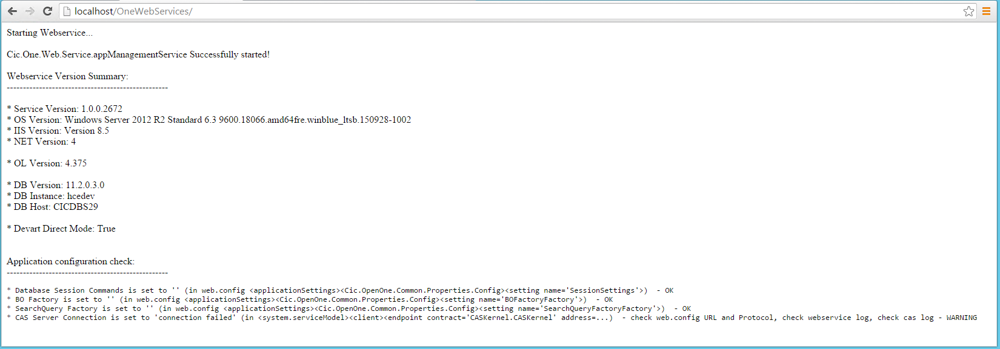 localhost/OneWebServices/
Starting Webservice...
Cic.One.Web.Service.appManagementService Successfully started!
Webservice Version Summary:
--------------------------------------------------
* Service Version: 1.0.0.2672
* OS Version: Windows Server 2012 R2 Standard 6.3 9600.18066.amd64fre.winblue_ltsb.150928-1002
* IIS Version: Version 8.5
* NET Version: 4
* OL Version: 4.375
* DB Version: 11.2.0.3.0
* DB Instance: hcedev
* DB Host: CICDBS29
* Devart Direct Mode: True
Application configuration check:
--------------------------------------------------
* Database Session Commands is set to '' (in web.config <applicationSettings><Cic.OpenOne.Common.Properties.Config><setting name='SessionSettings'>)  - OK
* BO Factory is set to '' (in web.config <applicationSettings><Cic.OpenOne.Common.Properties.Config><setting name='BOFactoryFactory'>)  - OK
* SearchQuery Factory is set to '' (in web.config <applicationSettings><Cic.OpenOne.Common.Properties.Config><setting name='SearchQueryFactoryFactory'>)  - OK
* CAS Server Connection is set to 'connection failed' (in <system.serviceModel><client><endpoint contract='CASKernel.CASKernel' address=...)  - check web.config URL and Protocol, check webservice log, check cas log - WARNING